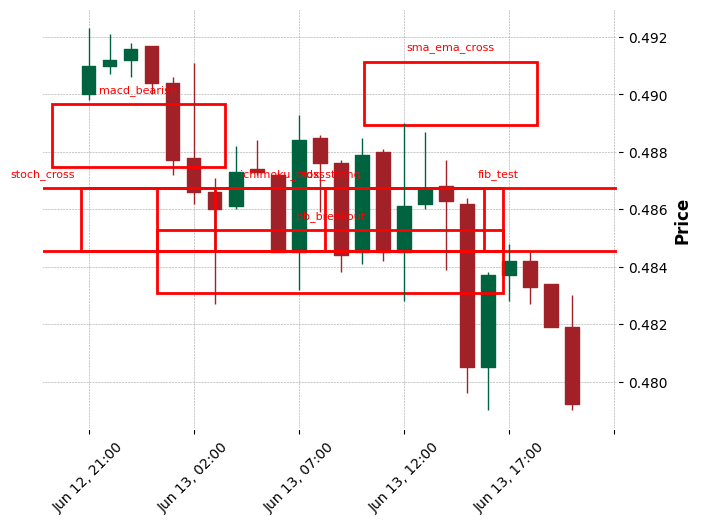 sma_ema_cross
macd_bearish
stoch_cross
fib_test
bb_breakout
0.492
0.490
0.488
0.486
0.484
0.482
0.480
Price
Jun 12, 21:00
Jun 13, 02:00
Jun 13, 07:00
Jun 13, 12:00
Jun 13, 17:00